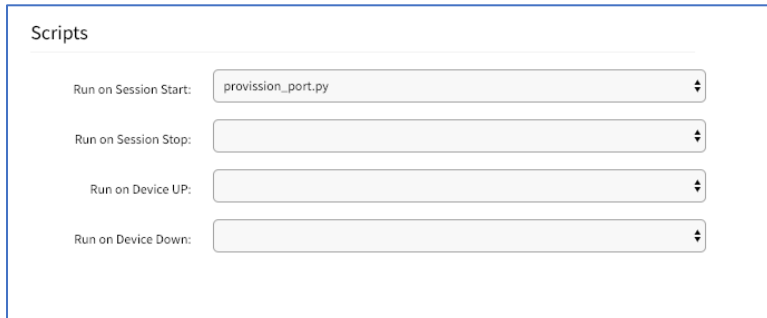 Scripts
Run on Session Start: provission_port.py
Run on Session Stop:
Run on Device UP:
Run on Device Down: